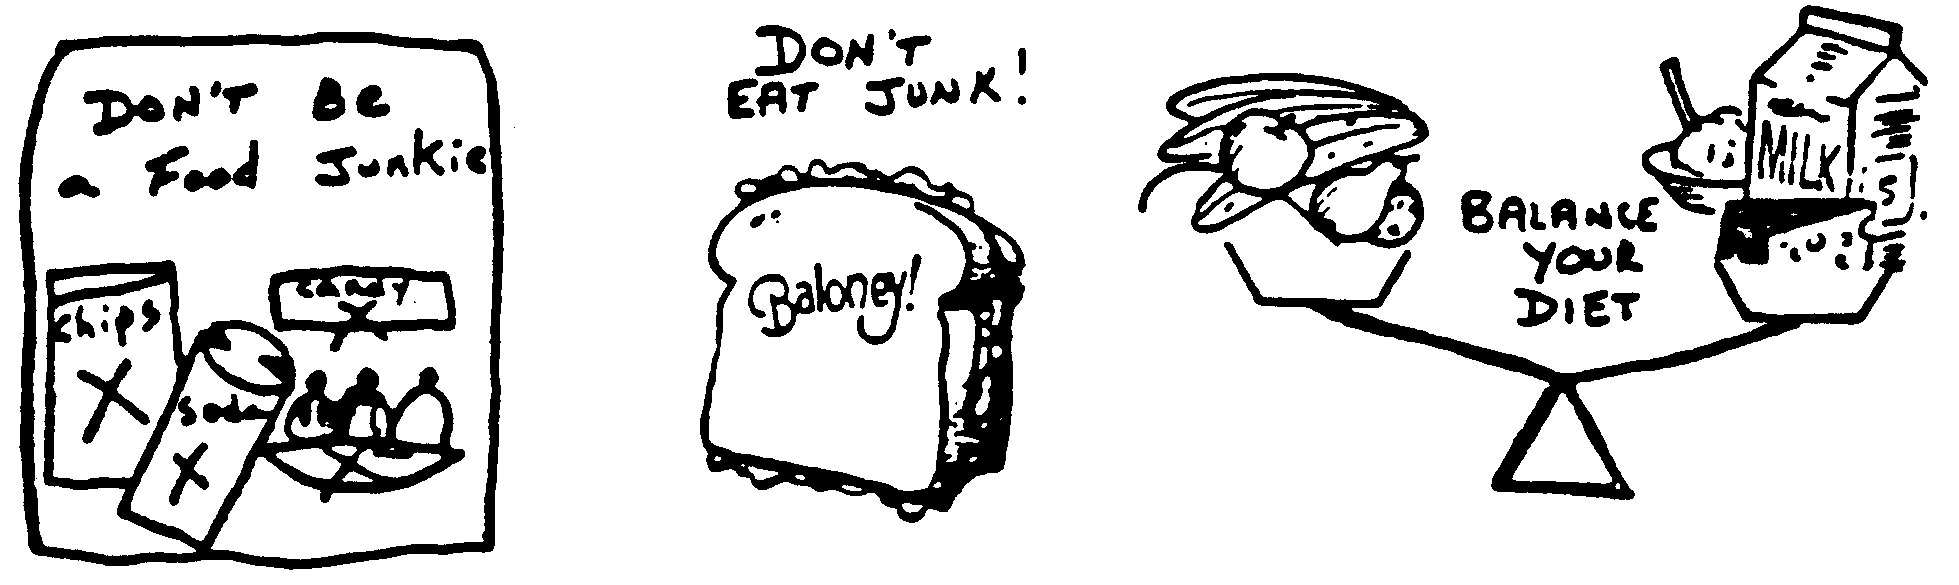 DON'T Be
a Food Junkie
chips
candy
soda
DON'T
EAT JUNK!
Baloney!
BALANCE
YOUR
DIET
MILK